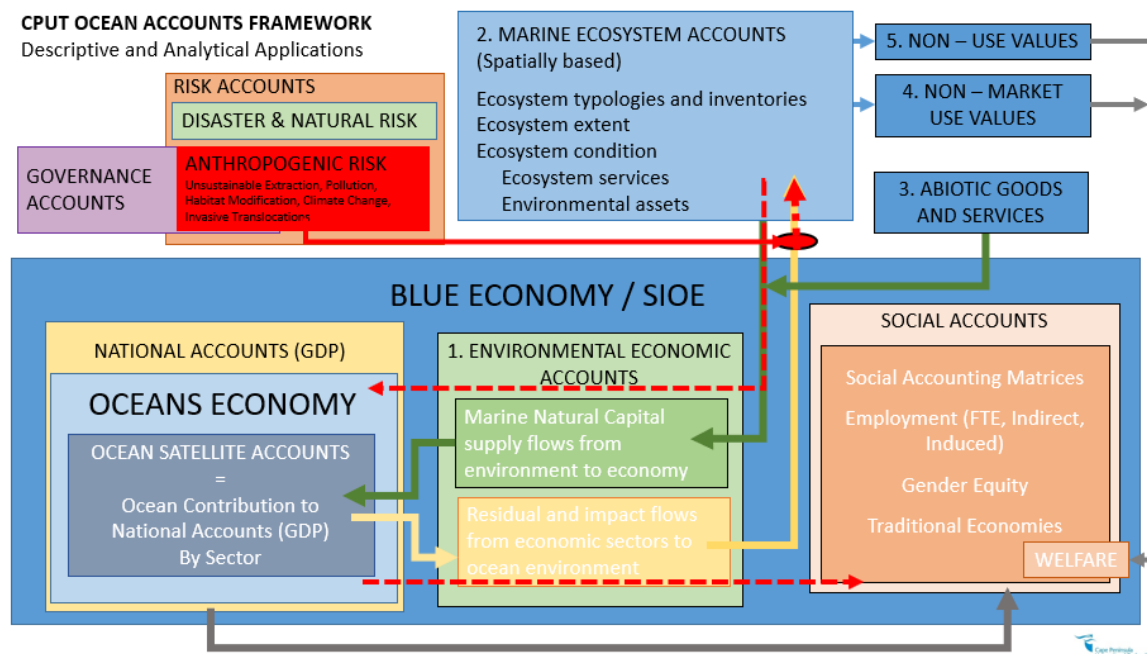 CPUT OCEAN ACCOUNTS FRAMEWORK
Descriptive and Analytical Applications
RISK ACCOUNTS
DISASTER & NATURAL RISK
GOVERNANCE
ACCOUNTS
ANTHROPOGENIC RISK
Unsustainable Extraction, Pollution,
Habitat Modification, Climate Change,
Invasive Translocations
2. MARINE ECOSYSTEM ACCOUNTS
(Spatially based)
Ecosystem typologies and inventories
Ecosystem extent
Ecosystem condition
Ecosystem services
Environmental assets
5. NON – USE VALUES
4. NON – MARKET
USE VALUES
3. ABIOTIC GOODS
AND SERVICES
BLUE ECONOMY / SIOE
NATIONAL ACCOUNTS (GDP)
OCEANS ECONOMY
OCEAN SATELLITE ACCOUNTS
=
Ocean Contribution to
National Accounts (GDP)
By Sector
1. ENVIRONMENTAL ECONOMIC
ACCOUNTS
Marine Natural Capital
supply flows from
environment to economy
Residual and impact flows
from economic sectors to
ocean environment
SOCIAL ACCOUNTS
Social Accounting Matrices
Employment (FTE, Indirect,
Induced)
Gender Equity
Traditional Economies
WELFARE
Cape Peninsula